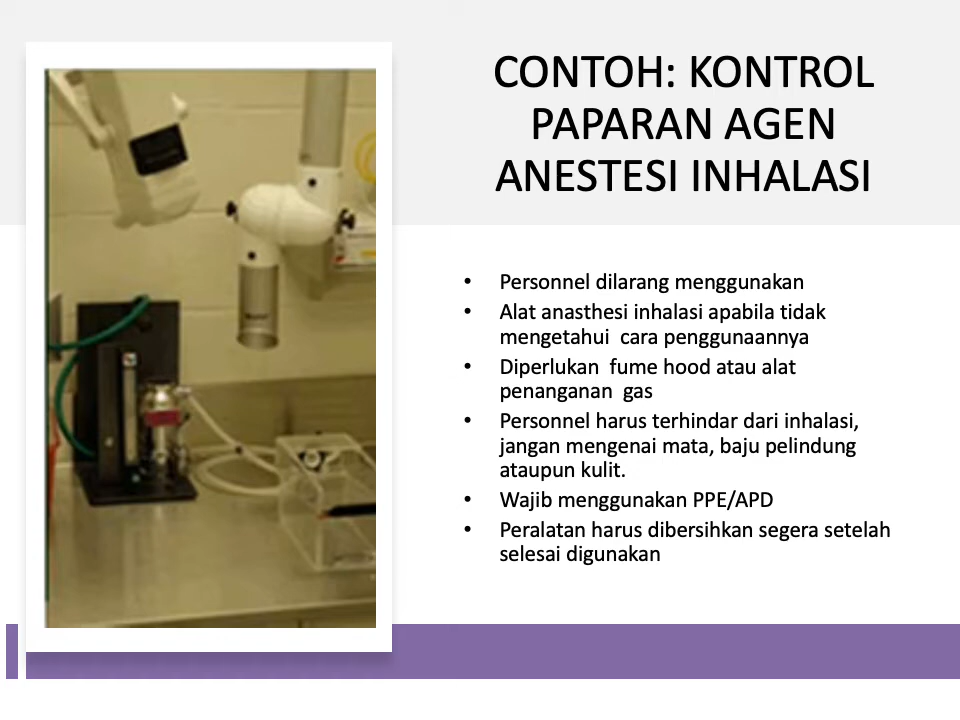 CONTOH: KONTROL
PAPARAN AGEN
ANESTESI INHALASI
• Personnel dilarang menggunakan
• Alat anasthesi inhalasi apabila tidak
mengetahui cara penggunaannya
• Diperlukan fume hood atau alat
penanganan gas
• Personnel harus terhindar dari inhalasi,
jangan mengenai mata, baju pelindung
ataupun kulit.
• Wajib menggunakan PPE/APD
• Peralatan harus dibersihkan segera setelah
selesai digunakan